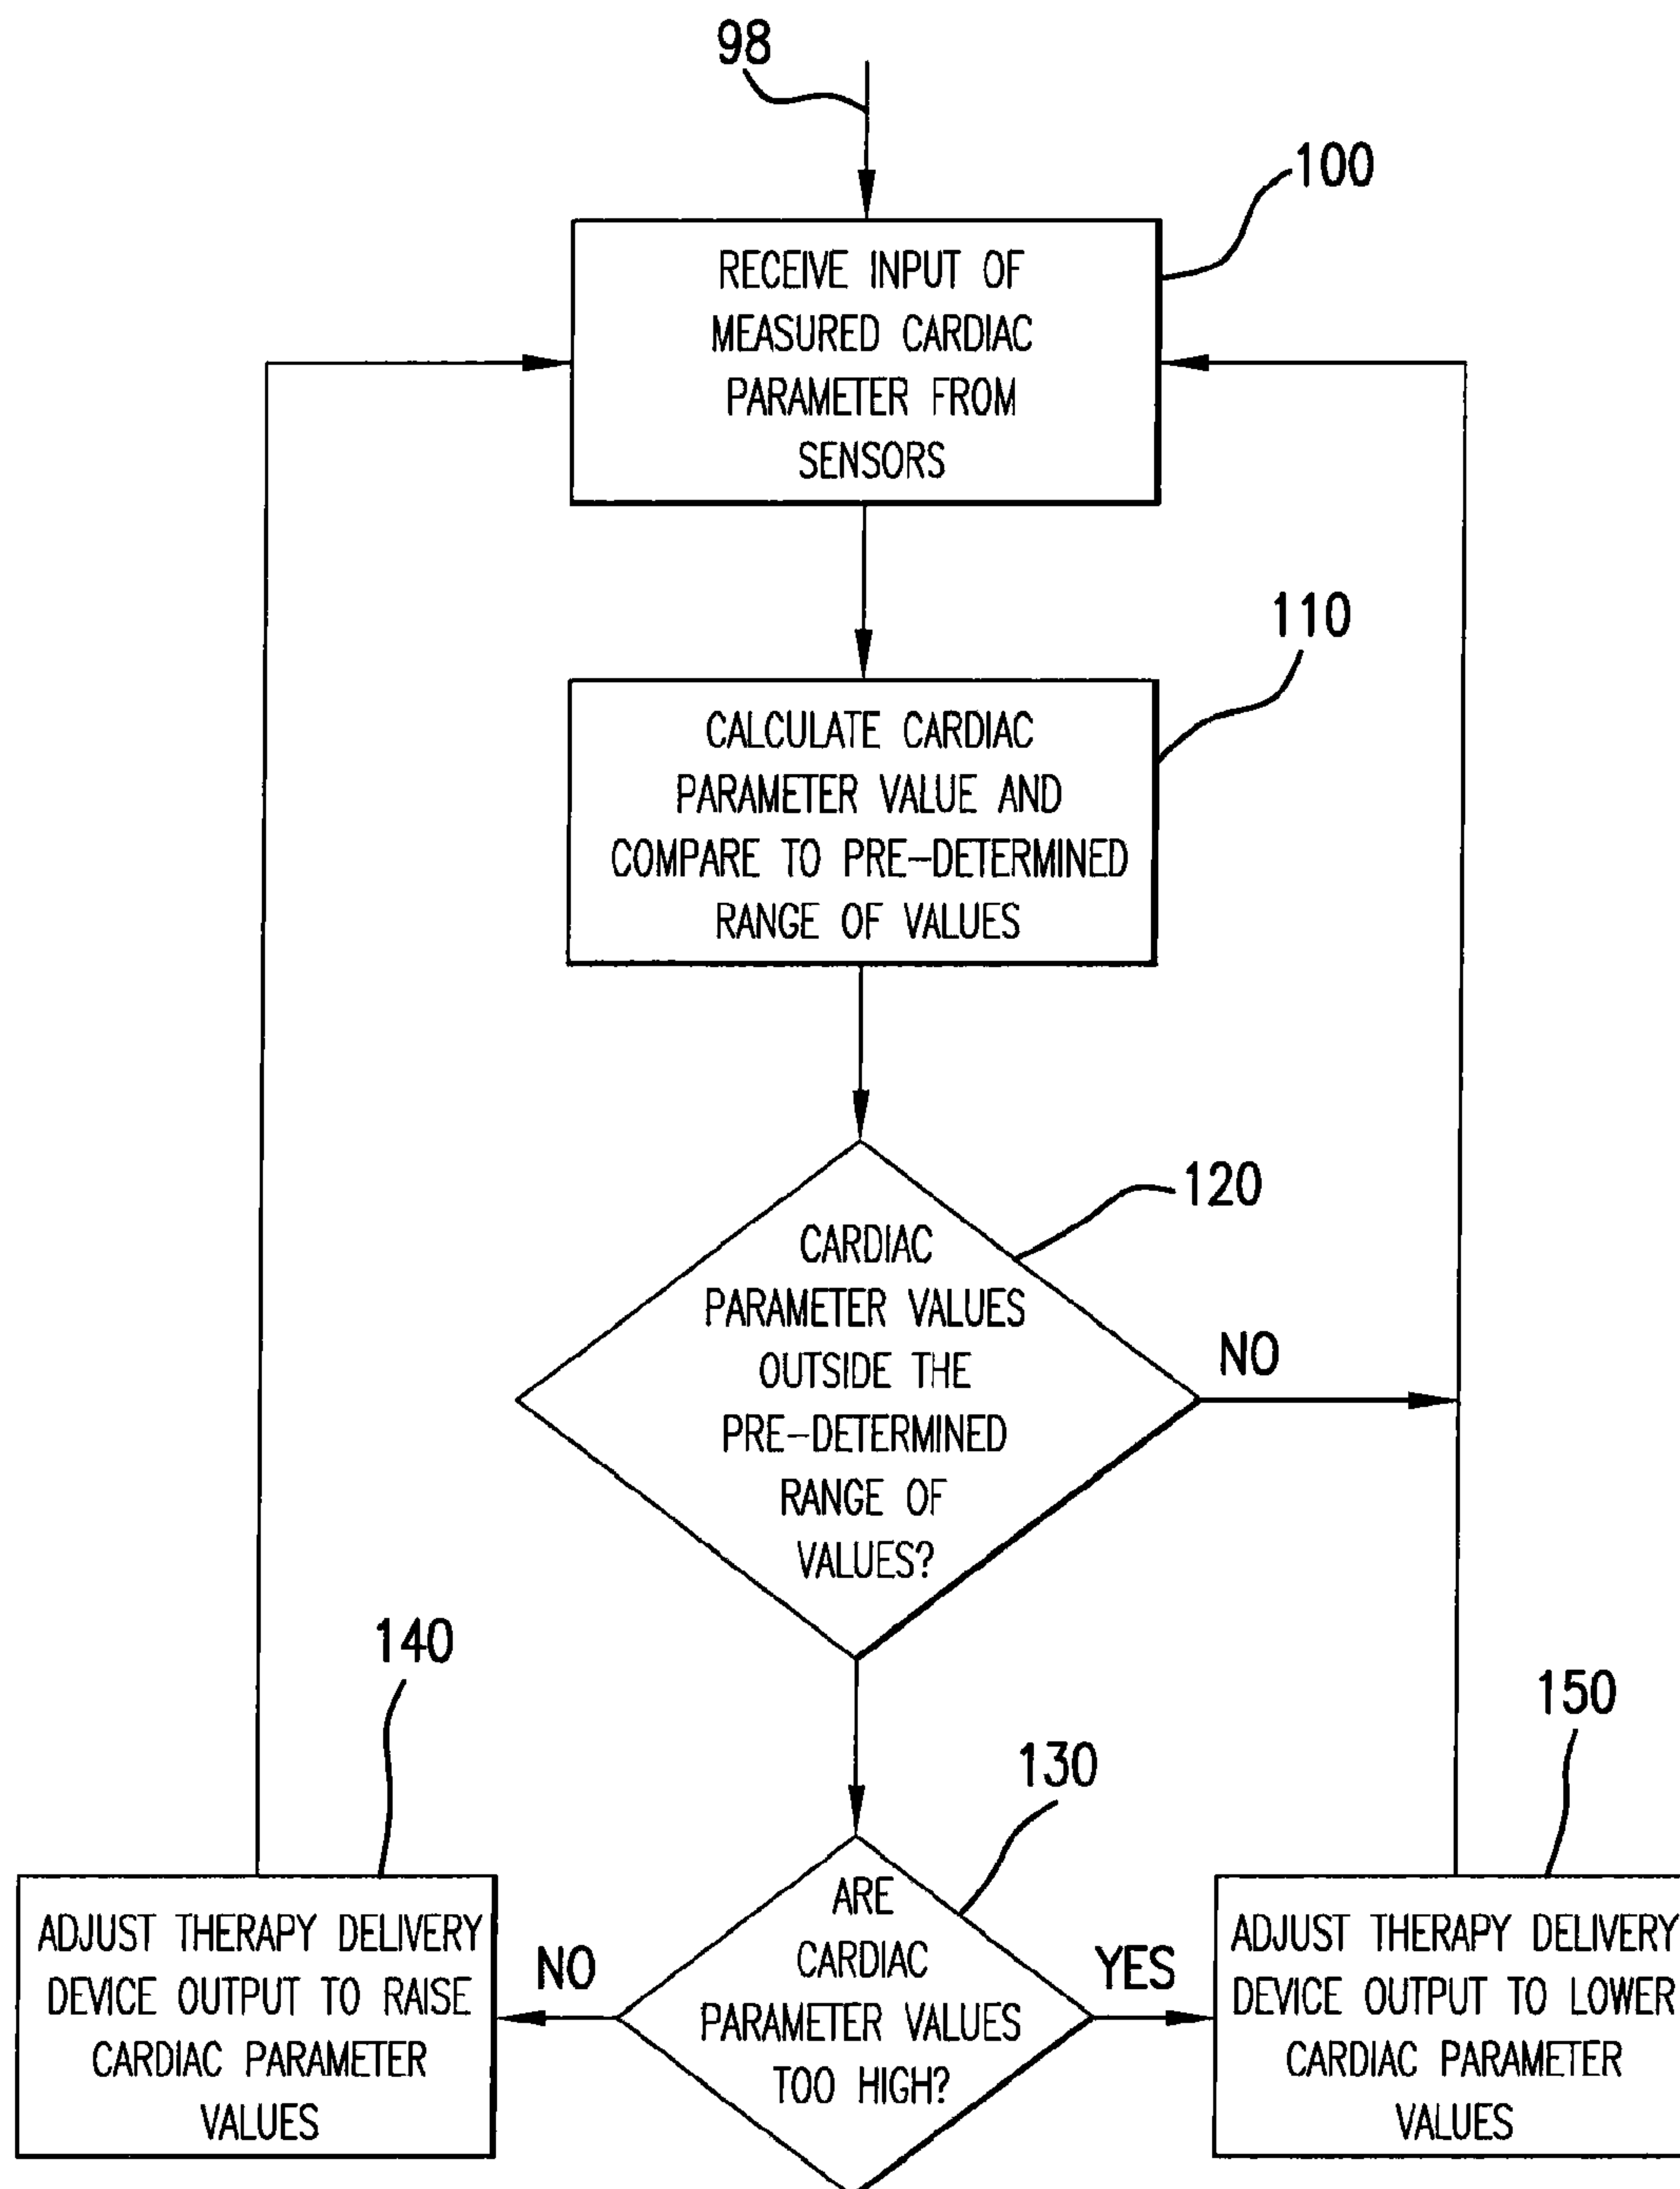 98
100
RECEIVE INPUT OF
MEASURED CARDIAC
PARAMETER FROM
SENSORS
110
CALCULATE CARDIAC
PARAMETER VALUE AND
COMPARE TO PRE-DETERMINED
RANGE OF VALUES
120
CARDIAC
PARAMETER VALUES
OUTSIDE THE
PRE-DETERMINED
RANGE OF
VALUES?
NO
140
130
150
ADJUST THERAPY DELIVERY
DEVICE OUTPUT TO RAISE
CARDIAC PARAMETER
VALUES
NO
ARE
CARDIAC
PARAMETER VALUES
TOO HIGH?
YES
ADJUST THERAPY DELIVERY
DEVICE OUTPUT TO LOWER
CARDIAC PARAMETER
VALUES